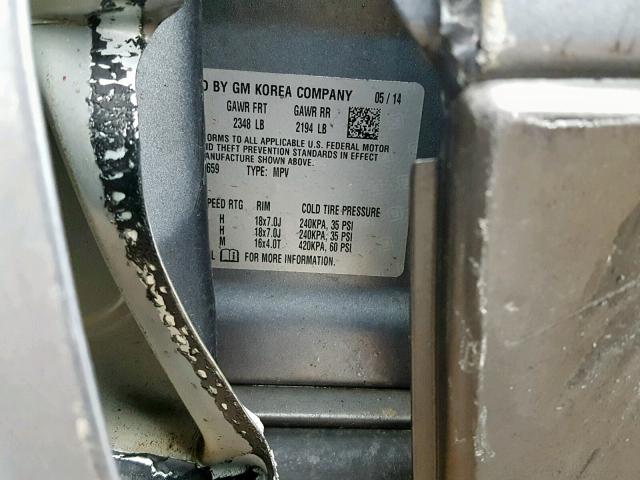 BY GM KOREA COMPANY 05 / 14
GAWR FRT GAWR RR
2348 LB 2194 LB
ORMS TO ALL APPLICABLE U.S. FEDERAL MOTOR
D THEFT PREVENTION STANDARDS IN EFFECT
ANUFACTURE SHOWN ABOVE.
659 TYPE: MPV
PEED RTG RIM COLD TIRE PRESSURE
H 18x7.0J 240KPA, 35 PSI
H 18x7.0J 240KPA, 35 PSI
M 16x4.0T 420KPA, 60 PSI
L FOR MORE INFORMATION.